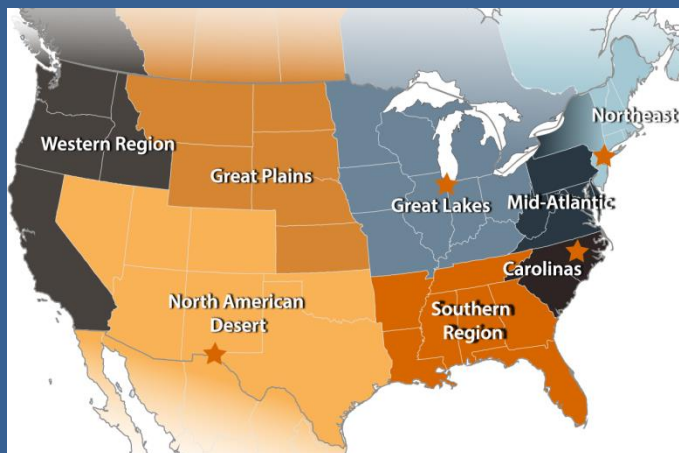 Northeast
Western Region
Great Plains
Great Lakes
Mid-Atlantic
Carolinas
North American
Desert
Southern
Region